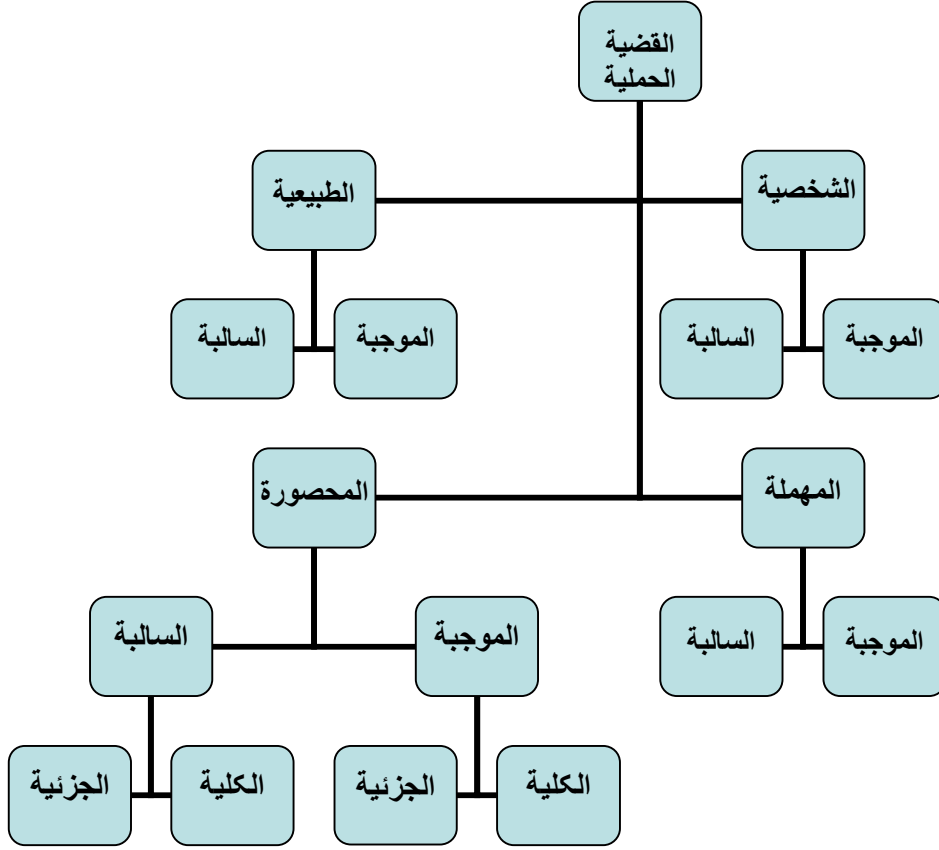 القضية
الحملية
الشخصية
الطبيعية
الموجبة
السالبة
الموجبة
السالبة
المهملة
المحصورة
الموجبة
السالبة
الموجبة
السالبة
الكلية
الجزئية
الكلية
الجزئية